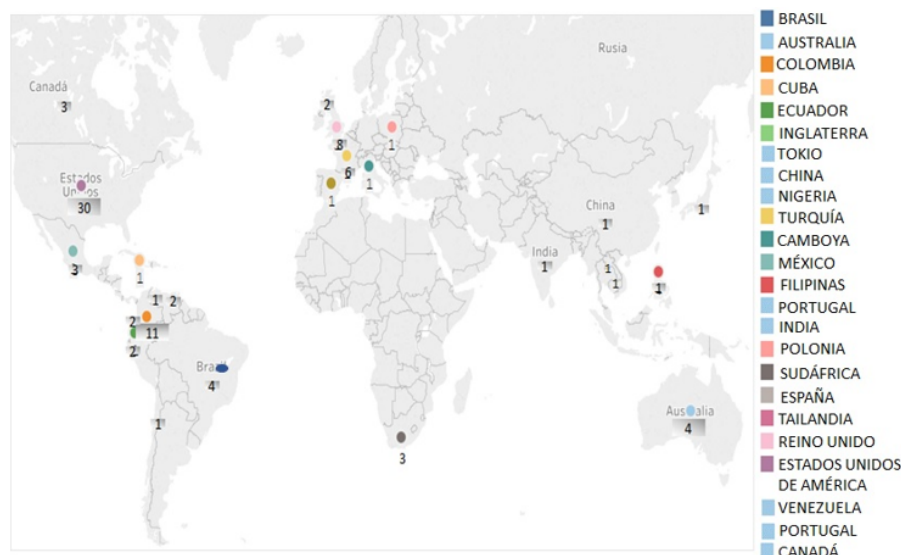 Rusia
Canadá
3
2
8
1
6
1
1
Estados
Unidos
30
China
1
1
India
1
1
1
1
3
1
1
2
2
11
2
Brasil
4
1
3
Australia
4
BRASIL
AUSTRALIA
COLOMBIA
CUBA
ECUADOR
INGLATERRA
TOKIO
CHINA
NIGERIA
TURQUÍA
CAMBOYA
MÉXICO
FILIPINAS
PORTUGAL
INDIA
POLONIA
SUDÁFRICA
ESPAÑA
TAILANDIA
REINO UNIDO
ESTADOS UNIDOS
DE AMÉRICA
VENEZUELA
PORTUGAL
CANADÁ